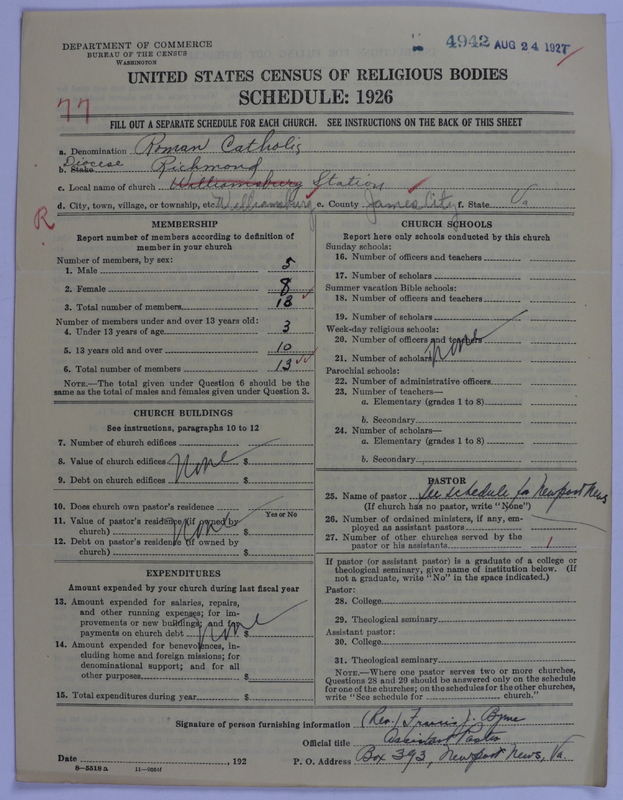 DEPARTMENT OF COMMERCE
BUREAU OF THE CENSUS
WASHINGTON
4942 AUG 24 1927
UNITED STATES CENSUS OF RELIGIOUS BODIES
SCHEDULE: 1926
77
FILL OUT A SEPARATE SCHEDULE FOR EACH CHURCH. SEE INSTRUCTIONS ON THE BACK OF THIS SHEET
a. Denomination Roman Catholic
Diocese
b. State Richmond
c. Local name of church Williamsburg Station
d. City, town, village, or township, etc. Williamsburg e. County James City f. State Va
R
MEMBERSHIP
Report number of members according to definition of
member in your church
Number of members, by sex:
1. Male 5
2. Female 8
3. Total number of members 13
Number of members under and over 13 years old:
4. Under 13 years of age 3
5. 13 years old and over 10
6. Total number of members 13
NOTE.—The total given under Question 6 should be the
same as the total of males and females given under Question 3.
CHURCH BUILDINGS
See instructions, paragraphs 10 to 12
7. Number of church edifices
8. Value of church edifices None $
9. Debt on church edifices $
10. Does church own pastor's residence?
Yes or No
11. Value of pastor's residence (if owned by
church) None $
12. Debt on pastor's residence (if owned by
church) $
EXPENDITURES
Amount expended by your church during last fiscal year
13. Amount expended for salaries, repairs,
and other running expenses; for im-
provements or new buildings; and for
payments on church debt None $
14. Amount expended for benevolences, in-
cluding home and foreign missions; for
denominational support; and for all
other purposes $
15. Total expenditures during year $
CHURCH SCHOOLS
Report here only schools conducted by this church
Sunday schools:
16. Number of officers and teachers
17. Number of scholars
Summer vacation Bible schools:
18. Number of officers and teachers
19. Number of scholars
Week-day religious schools:
20. Number of officers and teachers
21. Number of scholars None
Parochial schools:
22. Number of administrative officers
23. Number of teachers—
a. Elementary (grades 1 to 8)
b. Secondary
24. Number of scholars—
a. Elementary (grades 1 to 8)
b. Secondary
PASTOR
25. Name of pastor See schedule for Newport News
(If church has no pastor, write "None")
26. Number of ordained ministers, if any, em-
ployed as assistant pastors
27. Number of other churches served by the
pastor or his assistants 1
If pastor (or assistant pastor) is a graduate of a college or
theological seminary, give name of institution below. (If
not a graduate, write "No" in the space indicated.)
Pastor:
28. College
29. Theological seminary
Assistant pastor:
30. College
31. Theological seminary
NOTE.—Where one pastor serves two or more churches,
Questions 28 and 29 should be answered only on the schedule
for one of the churches; on the schedules for the other churches,
write "See schedule for church."
Signature of person furnishing information (Rev.) Francis J. Byrne
Official title Assistant Pastor
Date , 192 P. O. Address Box 393, Newport News, Va.
8—5518 a